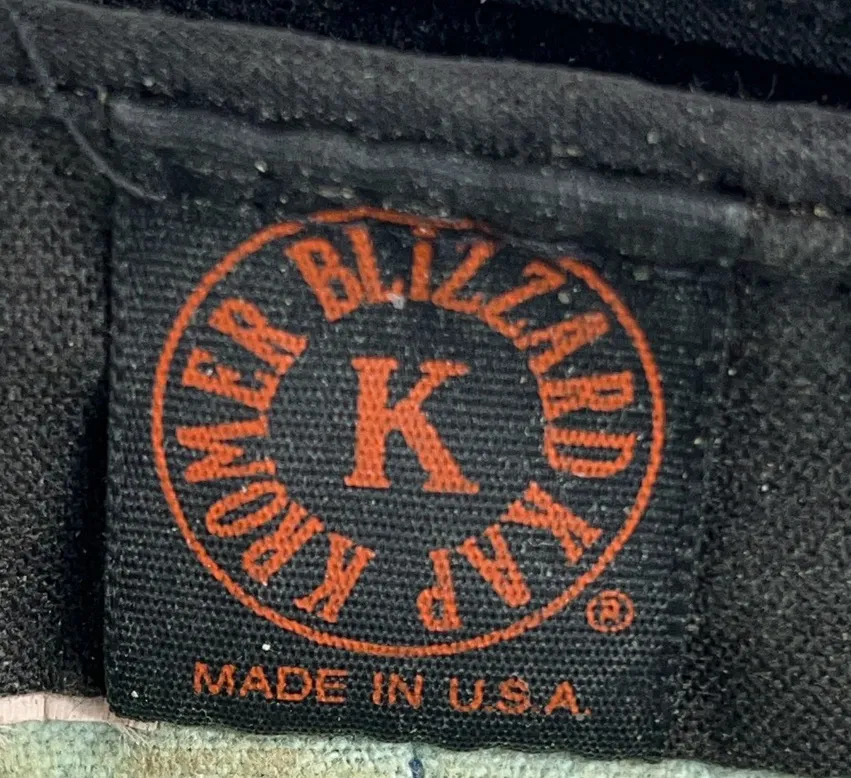 KROMER BLIZZARD KAP
K
®
MADE IN U.S.A.